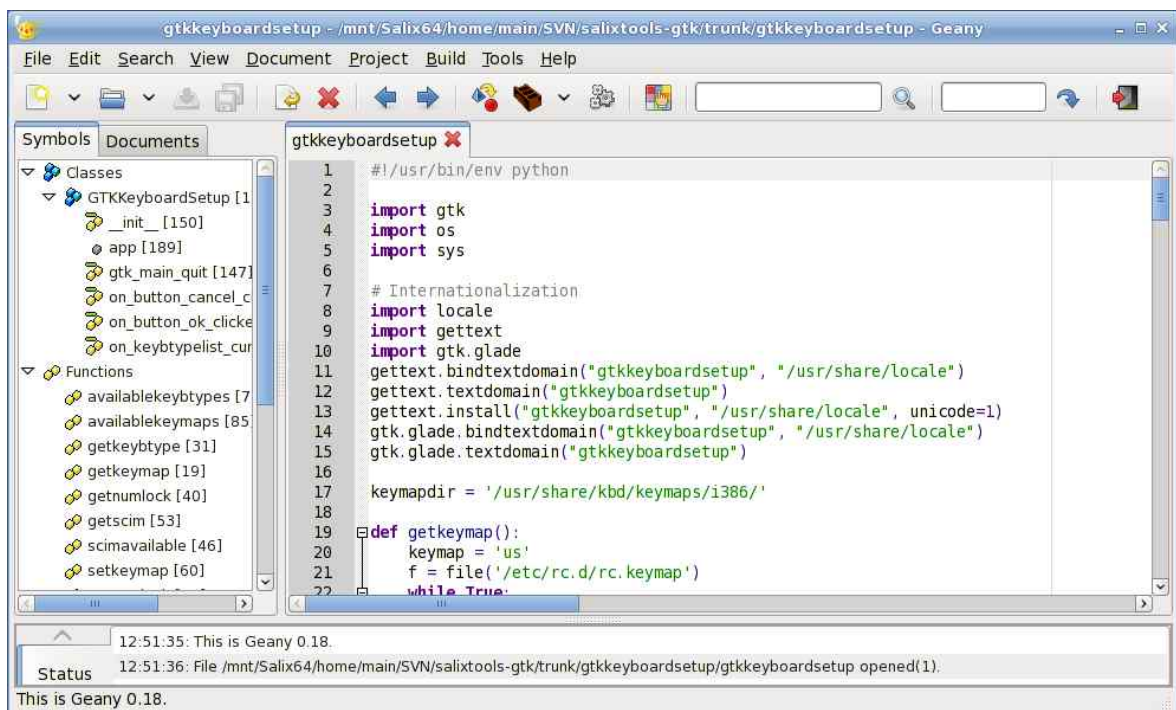 gtkkeyboardsetup - /mnt/Salix64/home/main/SVN/salixtools-gtk/trunk/gtkkeyboardsetup - Geany
File Edit Search View Document Project Build Tools Help
Symbols Documents
Classes
GTKKeyboardSetup [1
__init__ [150]
app [189]
gtk_main_quit [147]
on_button_cancel_c
on_button_ok_clicke
on_keybtypelist_cur
Functions
availablekeybtypes [7
availablekeymaps [85]
getkeybtype [31]
getkeymap [19]
getnumlock [40]
getscim [53]
scimavailable [46]
setkeymap [60]
gtkkeyboardsetup
1 #!/usr/bin/env python
2
3 import gtk
4 import os
5 import sys
6
7 # Internationalization
8 import locale
9 import gettext
10 import gtk.glade
11 gettext.bindtextdomain("gtkkeyboardsetup", "/usr/share/locale")
12 gettext.textdomain("gtkkeyboardsetup")
13 gettext.install("gtkkeyboardsetup", "/usr/share/locale", unicode=1)
14 gtk.glade.bindtextdomain("gtkkeyboardsetup", "/usr/share/locale")
15 gtk.glade.textdomain("gtkkeyboardsetup")
16
17 keymapdir = '/usr/share/kbd/keymaps/i386/'
18
19 def getkeymap():
20 keymap = 'us'
21 f = file('/etc/rc.d/rc.keymap')
22 while True:
Status
12:51:35: This is Geany 0.18.
12:51:36: File /mnt/Salix64/home/main/SVN/salixtools-gtk/trunk/gtkkeyboardsetup/gtkkeyboardsetup opened(1).
This is Geany 0.18.